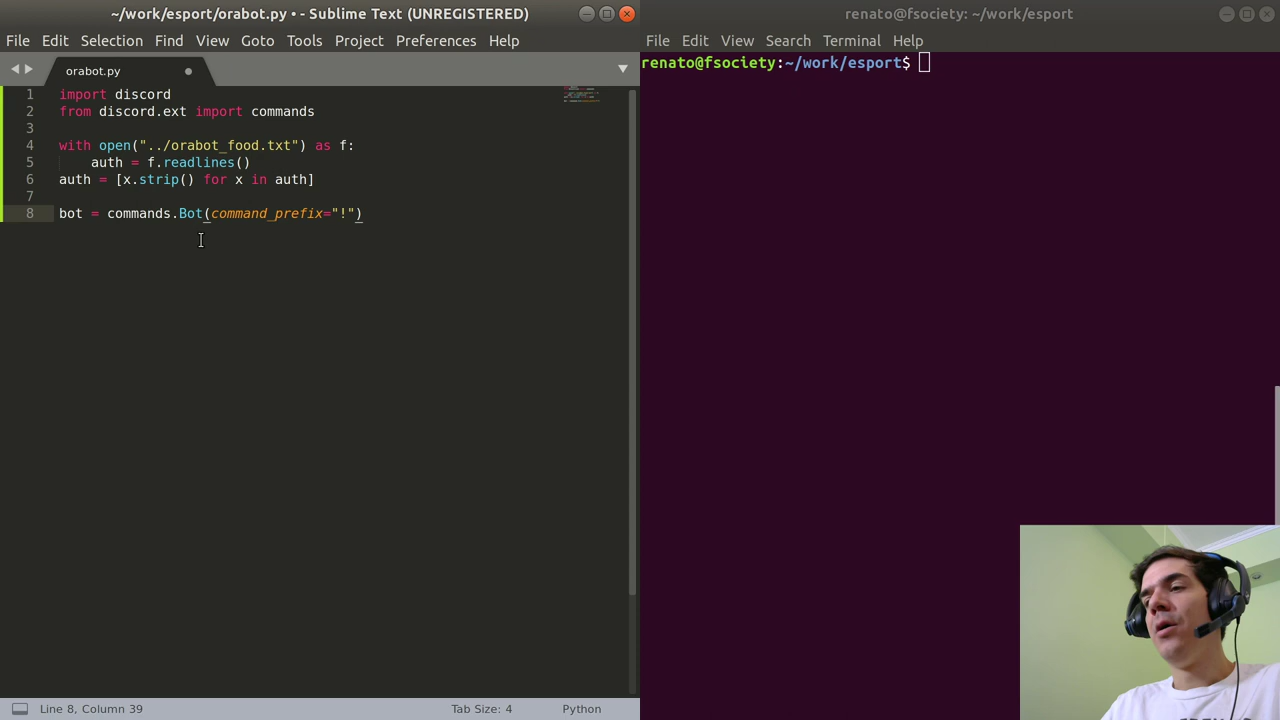 ~/work/esport/orabot.py • - Sublime Text (UNREGISTERED)
File Edit Selection Find View Goto Tools Project Preferences Help
orabot.py
1 import discord
2 from discord.ext import commands
3
4 with open("../orabot_food.txt") as f:
5     auth = f.readlines()
6 auth = [x.strip() for x in auth]
7
8 bot = commands.Bot(command_prefix="!")
Line 8, Column 39
Tab Size: 4
Python
renato@fsociety: ~/work/esport
File Edit View Search Terminal Help
renato@fsociety:~/work/esport$